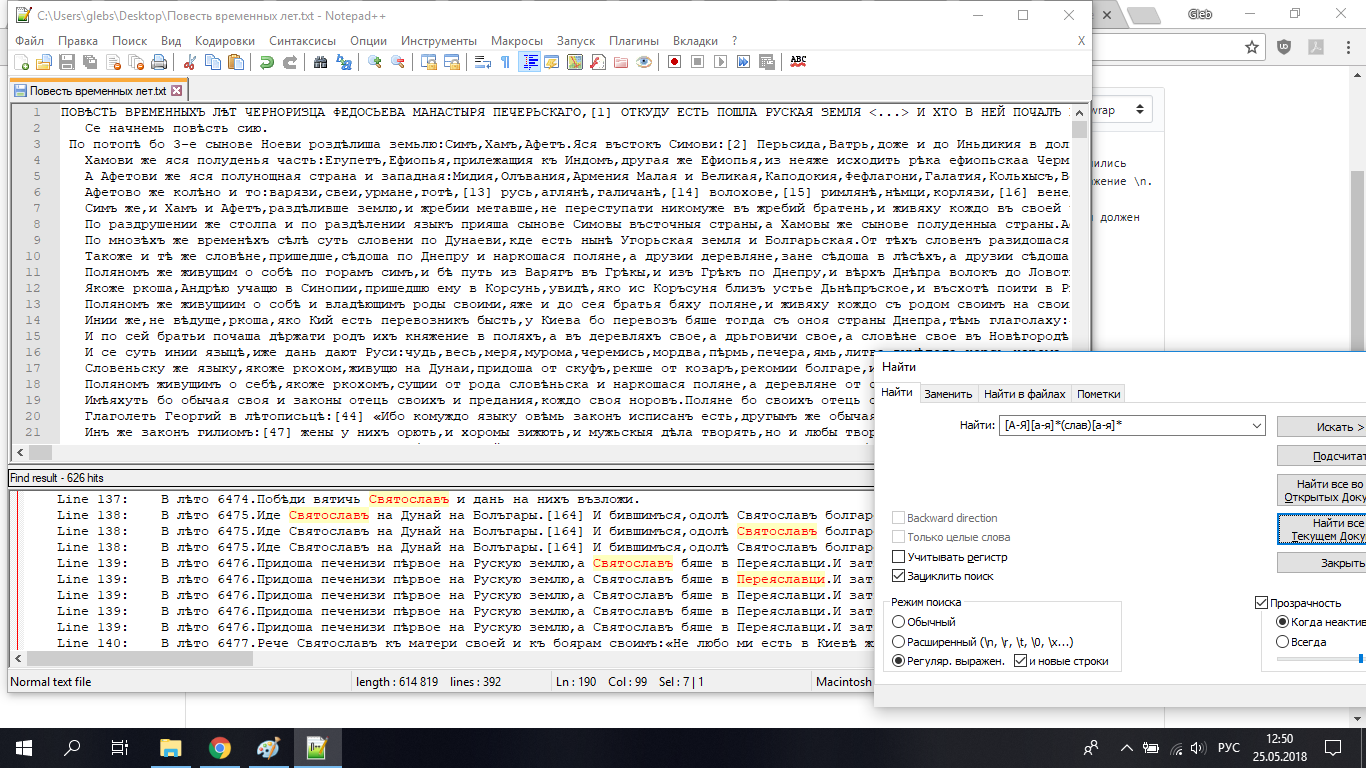 C:\Users\glebs\Desktop\Повесть временных лет.txt - Notepad++
Gleb
Файл Правка Поиск Вид Кодировки Синтаксисы Опции Инструменты Макросы Запуск Плагины Вкладки ? X
ABC
Повесть временных лет.txt
wrap
1 ПОВѢСТЬ ВРЕМЕННЫХЪ ЛѢТ ЧЕРНОРИЗЦА ФЕДОСЬЕВА МАНАСТЫРЯ ПЕЧЕРЬСКАГО,[1] ОТКУДУ ЕСТЬ ПОШЛА РУСКАЯ ЗЕМЛЯ <...> И ХТО В НЕЙ ПОЧАЛЪ
2 Се начнемь повѣсть сию.
3 По потопѣ бо 3-е сынове Ноеви роздѣлиша землю:Симъ,Хамъ,Афетъ.Яся въстокъ Симови:[2] Перьсида,Ватрь,доже и до Иньдикия в дол
4 Хамови же яся полуденья часть:Егупетъ,Ефиопья,прилежащия къ Индомъ,другая же Ефиопья,из неяже исходить рѣка ефиопьскаа Черм
5 А Афетови же яся полунощная страна и западная:Мидия,Олъвания,Армения Малая и Великая,Каподокия,Фефлагони,Галатия,Кольхысъ,В
6 Афетово же колѣно и то:варязи,свеи,урмане,готѣ,[13] русь,аглянѣ,галичанѣ,[14] волохове,[15] римлянѣ,нѣмци,корлязи,[16] вене
7 Симъ же,и Хамъ и Афетъ,раздѣливше землю,и жребии метавше,не переступати никомуже въ жребий братень,и живяху кождо въ своей
8 По раздрушении же столпа и по раздѣлении языкъ прияша сынове Симовы въсточныя страны,а Хамовы же сынове полуденныа страны.А
9 По мнозѣхъ же временѣхъ сѣлѣ суть словени по Дунаеви,кде есть нынѣ Угорьская земля и Болгарьская.От тѣхъ словенъ разидошася
10 Такоже и тѣ же словѣне,пришедше,сѣдоша по Днепру и наркошася поляне,а друзии деревляне,зане сѣдоша в лѣсѣхъ,а друзии сѣдоша
11 Поляномъ же живущим о собѣ по горамъ симъ,и бѣ путь из Варягъ въ Грѣкы,и изъ Грѣкъ по Днепру,и вѣрхъ Днѣпра волокъ до Ловот
12 Якоже ркоша,Андрѣю учащю в Синопии,пришедшю ему в Корсунь,увидѣ,яко ис Коръсуня близъ устье Дьнѣпръское,и въсхотѣ поити в Р
13 Поляномъ же живущиим о собѣ и владѣющимъ роды своими,яже и до сея братья бяху поляне,и живяху кождо съ родом своимъ на свои
14 Инии же,не вѣдуще,ркоша,яко Кий есть перевозникъ бысть,у Киева бо перевозъ бяше тогда съ оноя страны Днепра,тѣмь глаголаху:
15 И по сей братьи почаша дѣржати родъ ихъ княжение в поляхъ,а въ деревляхъ свое,а дрьговичи свое,а словѣне свое въ Новѣгородѣ
16 И се суть инии языцѣ,иже дань дают Руси:чудь,весь,меря,мурома,черемись,мордва,пѣрмь,печера,ямь,литва
17 Словеньску же языку,якоже ркохом,живущю на Дунаи,придоша от скуфъ,рекше от козаръ,рекомии болгаре,и
18 Поляномъ живущимъ о себѣ,якоже ркохомъ,сущии от рода словѣньска и наркошася поляне,а деревляне от с
19 Имѣяхуть бо обычая своя и законы отець своихъ и предания,кождо своя норовъ.Поляне бо своихъ отець о
20 Глаголеть Георгий в лѣтописьцѣ:[44] «Ибо комуждо языку овѣмь законъ исписанъ есть,другымъ же обычая
21 Инъ же законъ гилиомъ:[47] жены у нихъ орють,и хоромы зижють,и мужьскыя дѣла творять,но и любы твор
нились
ажение \n.
должен
Find result - 626 hits
Line 137: В лѣто 6474.Побѣди вятичь Святославъ и дань на нихъ възложи.
Line 138: В лѣто 6475.Иде Святославъ на Дунай на Волъгары.[164] И бившимъся,одолѣ Святославъ болгар
Line 138: В лѣто 6475.Иде Святославъ на Дунай на Волъгары.[164] И бившимъся,одолѣ Святославъ болгар
Line 138: В лѣто 6475.Иде Святославъ на Дунай на Волъгары.[164] И бившимъся,одолѣ Святославъ болгар
Line 139: В лѣто 6476.Придоша печенизи пѣрвое на Рускую землю,а Святославъ бяше в Переяславци.И зат
Line 139: В лѣто 6476.Придоша печенизи пѣрвое на Рускую землю,а Святославъ бяше в Переяславци.И зат
Line 139: В лѣто 6476.Придоша печенизи пѣрвое на Рускую землю,а Святославъ бяше в Переяславци.И зат
Line 139: В лѣто 6476.Придоша печенизи пѣрвое на Рускую землю,а Святославъ бяше в Переяславци.И зат
Line 139: В лѣто 6476.Придоша печенизи пѣрвое на Рускую землю,а Святославъ бяше в Переяславци.И зат
Line 140: В лѣто 6477.Рече Святославъ къ матери своей и къ боярам своимъ:«Не любо ми есть в Киевѣ ж
Normal text file length : 614 819 lines : 392 Ln : 190 Col : 99 Sel : 7 | 1 Macintosh
Найти
Найти Заменить Найти в файлах Пометки
Найти: [А-Я][а-я]*(слав)[а-я]*
Искать >
Подсчитат
Найти все во
Открытых Доку
Найти все
Текущем Доку
Закрыть
Backward direction
Только целые слова
Учитывать регистр
Зациклить поиск
Режим поиска
Обычный
Расширенный (\n, \r, \t, \0, \x...)
Регуляр. выражен. и новые строки
Прозрачность
Когда неактив
Всегда
РУС
12:50
25.05.2018